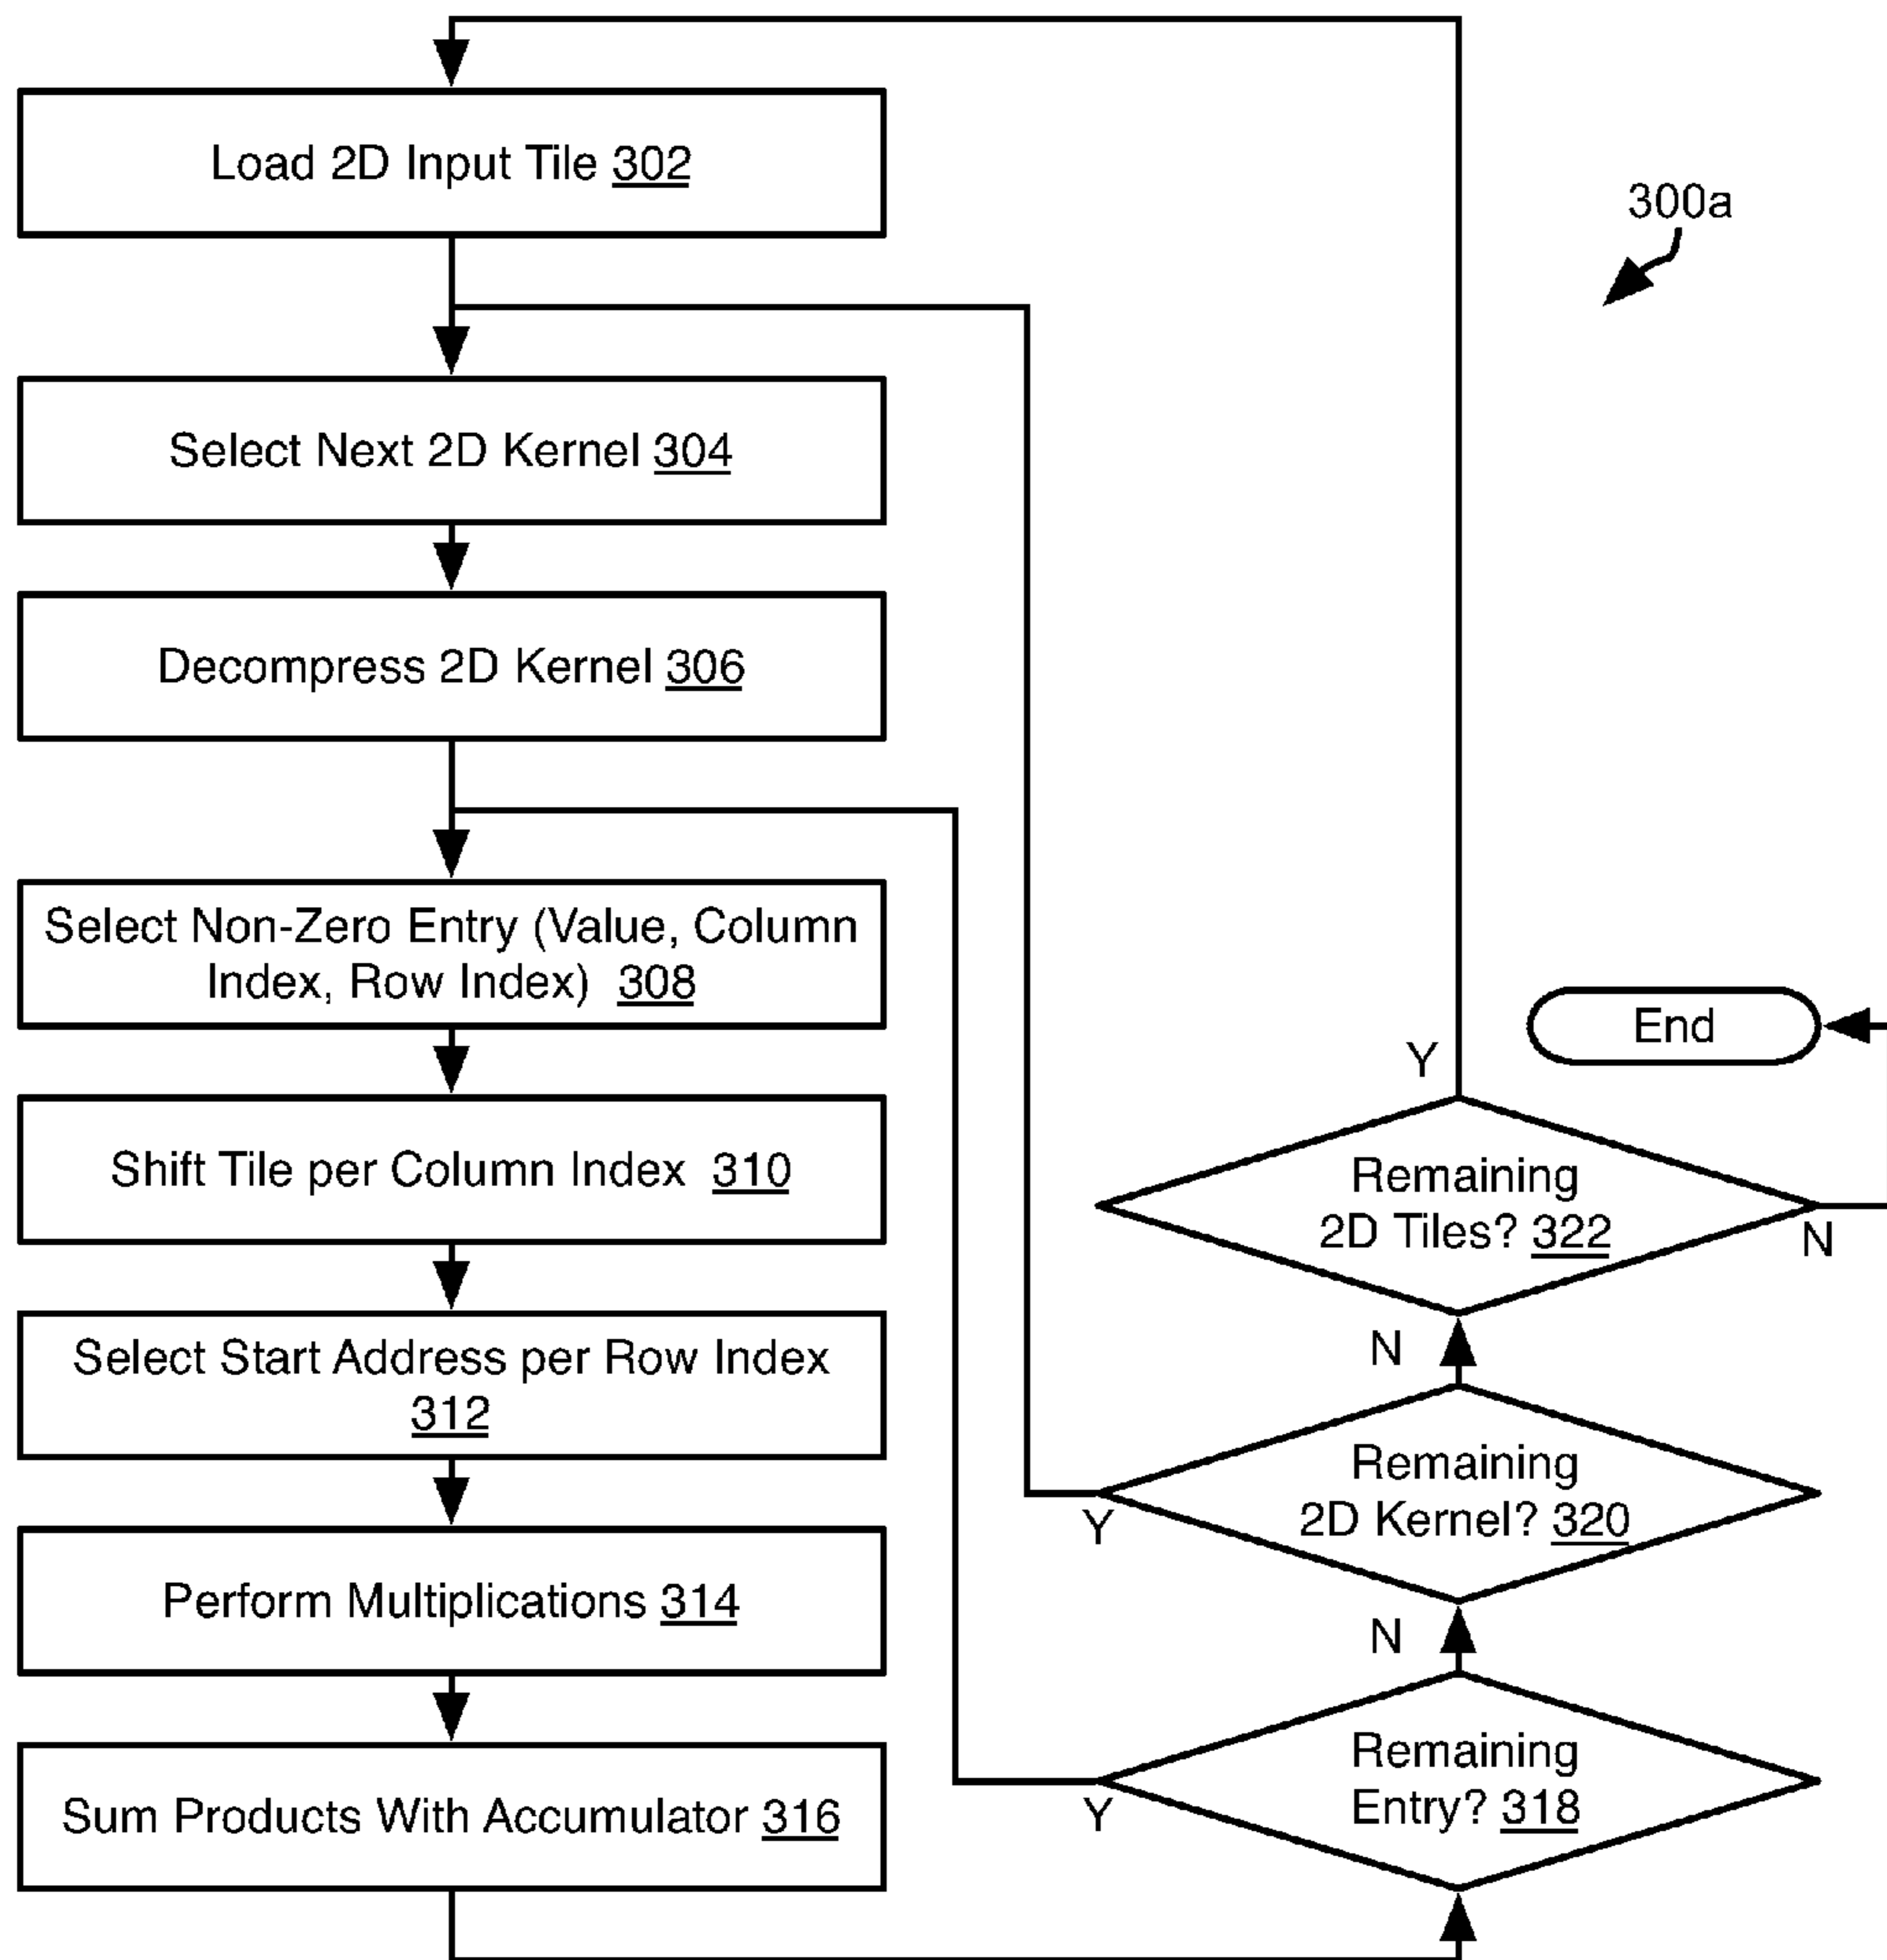 Load 2D Input Tile 302
300a
Select Next 2D Kernel 304
Decompress 2D Kernel 306
Select Non-Zero Entry (Value, Column
Index, Row Index) 308
End
Y
Shift Tile per Column Index 310
Remaining
2D Tiles? 322
N
Select Start Address per Row Index
312
N
Remaining
2D Kernel? 320
Y
Perform Multiplications 314
N
Remaining
Entry? 318
Y
Sum Products With Accumulator 316